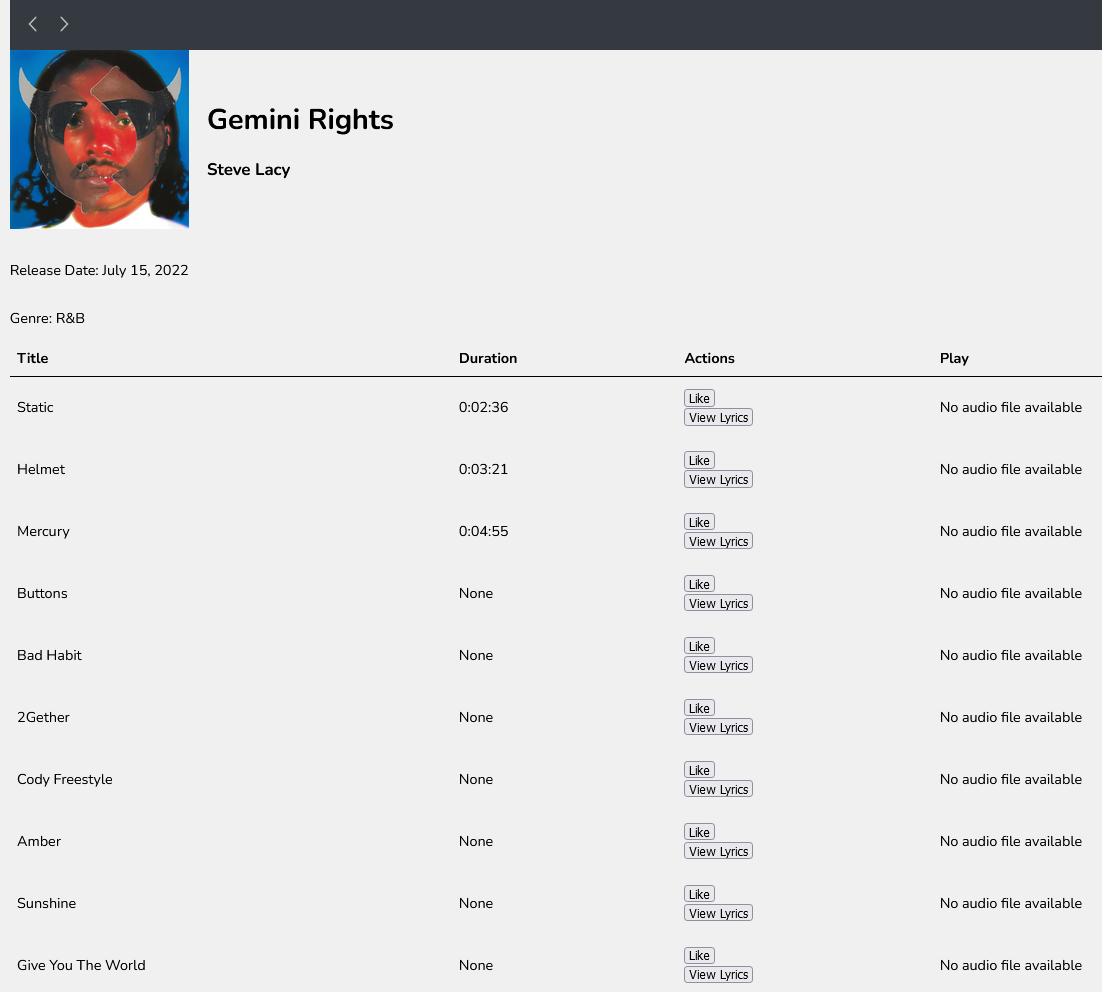 Gemini Rights
Steve Lacy
Release Date: July 15, 2022
Genre: R&B
Title Duration Actions Play
Static 0:02:36 Like View Lyrics No audio file available
Helmet 0:03:21 Like View Lyrics No audio file available
Mercury 0:04:55 Like View Lyrics No audio file available
Buttons None Like View Lyrics No audio file available
Bad Habit None Like View Lyrics No audio file available
2Gether None Like View Lyrics No audio file available
Cody Freestyle None Like View Lyrics No audio file available
Amber None Like View Lyrics No audio file available
Sunshine None Like View Lyrics No audio file available
Give You The World None Like View Lyrics No audio file available